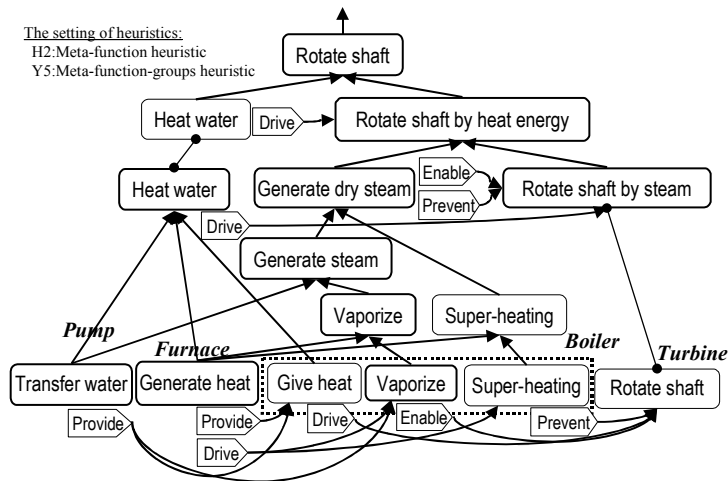 The setting of heuristics:
H2:Meta-function heuristic
Y5:Meta-function-groups heuristic
Rotate shaft
Heat water
Drive
Rotate shaft by heat energy
Heat water
Generate dry steam
Enable
Prevent
Rotate shaft by steam
Drive
Generate steam
Pump
Furnace
Vaporize
Super-heating
Boiler
Turbine
Transfer water
Generate heat
Give heat
Vaporize
Super-heating
Rotate shaft
Provide
Provide
Drive
Enable
Prevent
Drive